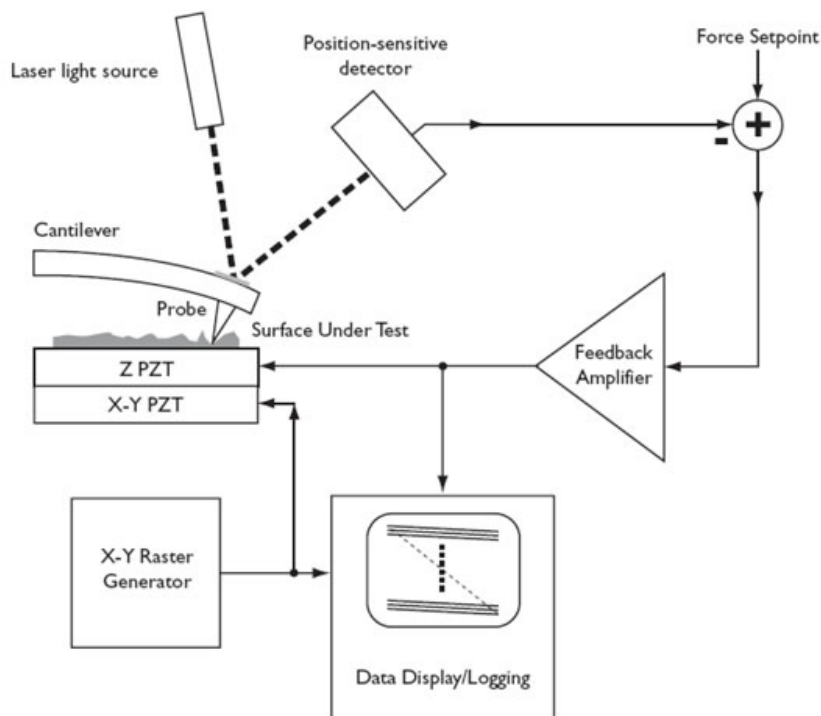 Laser light source
Position-sensitive
detector
Force Setpoint
+
-
Cantilever
Probe
Surface Under Test
Z PZT
X-Y PZT
Feedback
Amplifier
X-Y Raster
Generator
Data Display/Logging